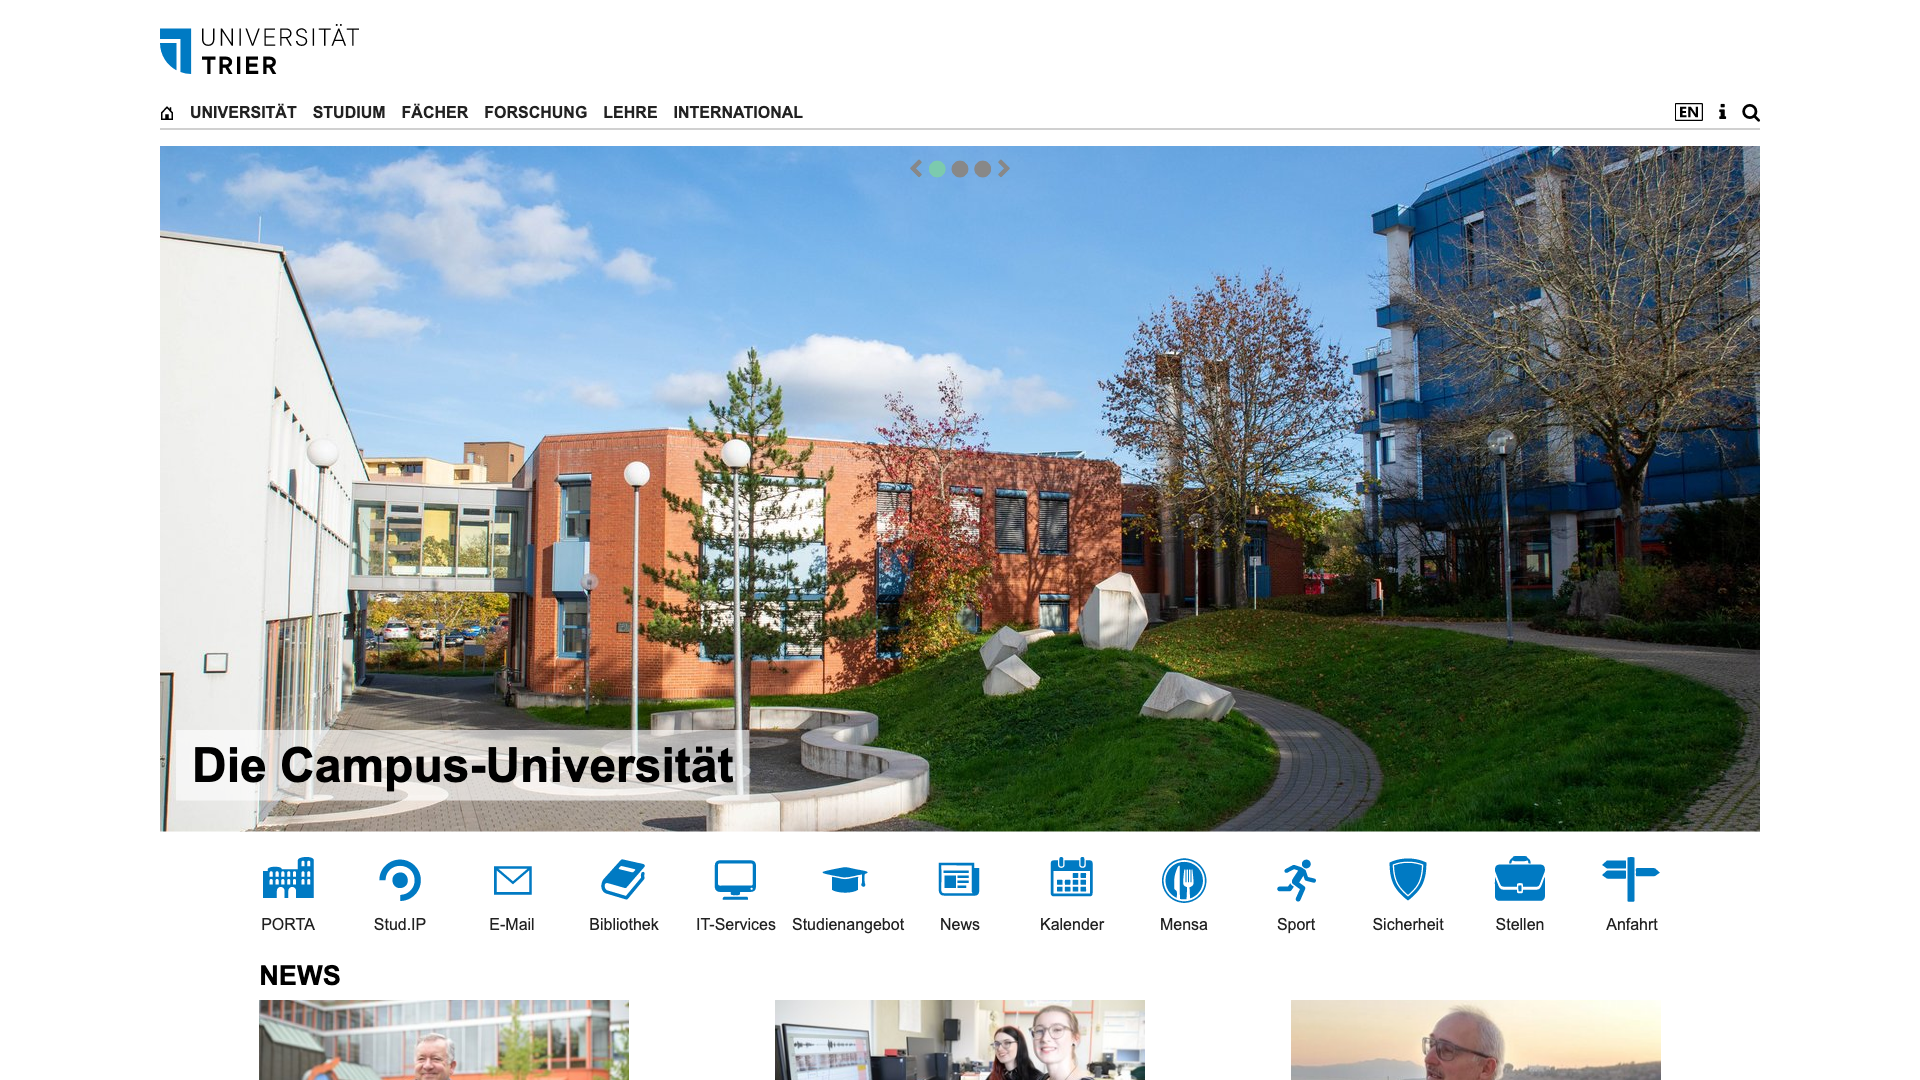 UNIVERSITÄT
TRIER
UNIVERSITÄT STUDIUM FÄCHER FORSCHUNG LEHRE INTERNATIONAL EN
Die Campus-Universität
PORTA Stud.IP E-Mail Bibliothek IT-Services Studienangebot News Kalender Mensa Sport Sicherheit Stellen Anfahrt
NEWS